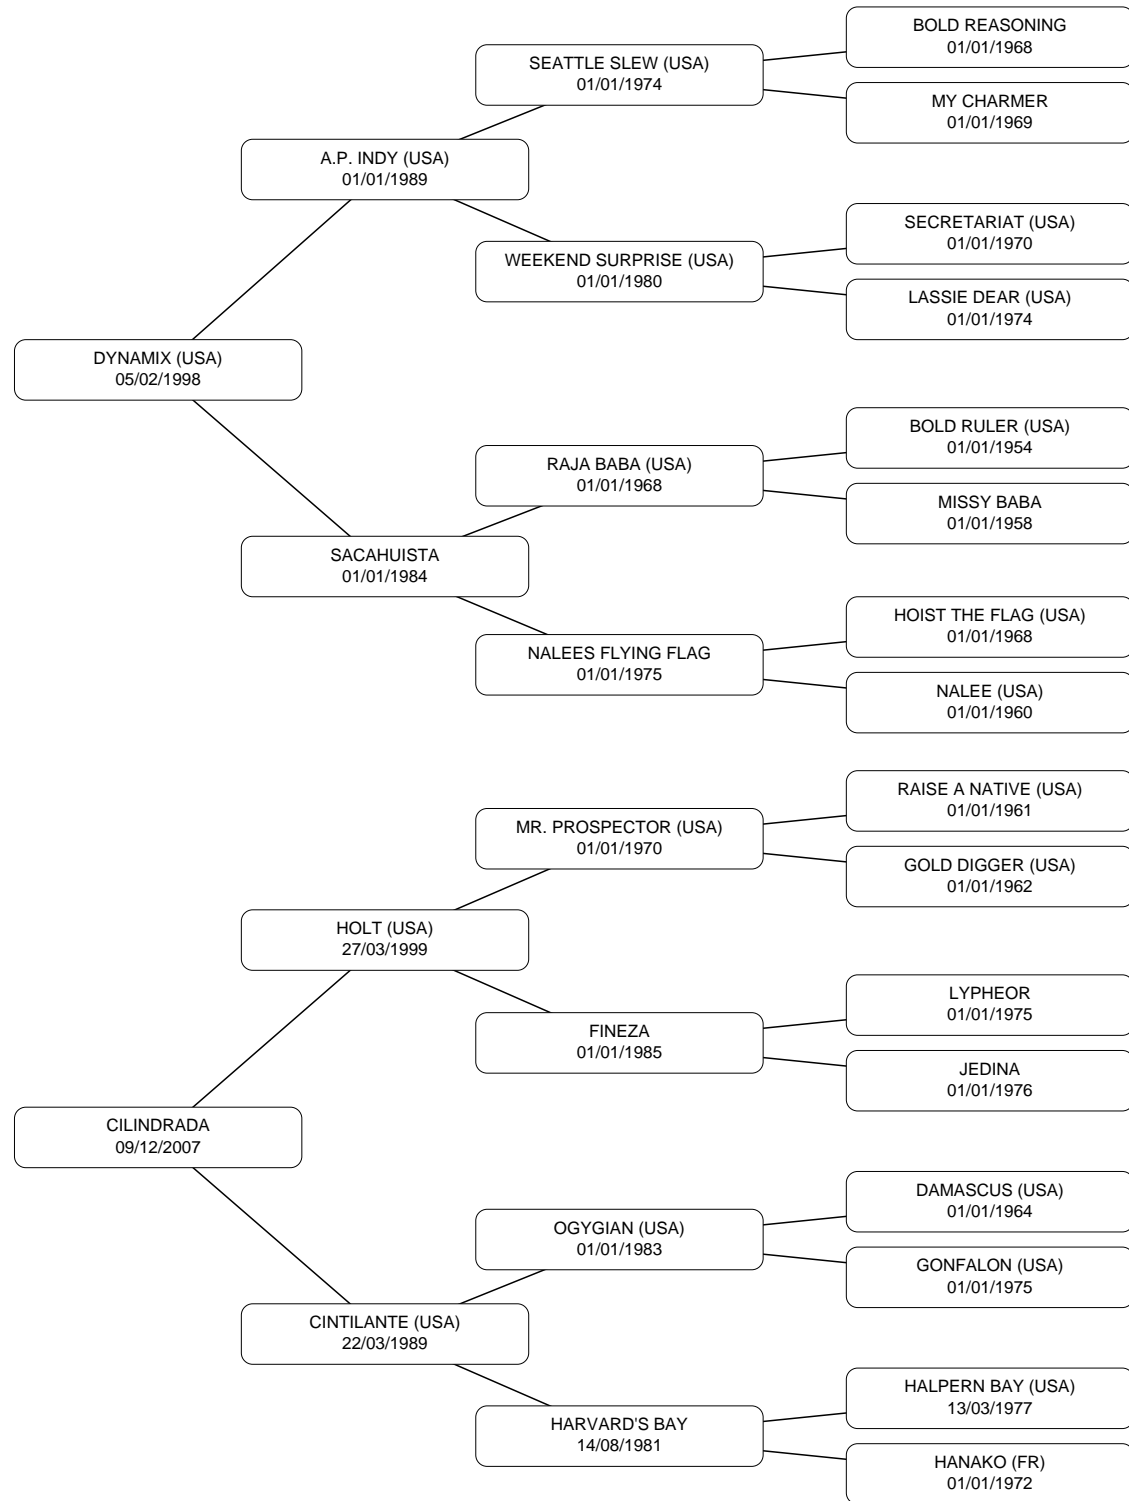 BOLD REASONING
01/01/1968
SEATTLE SLEW (USA)
01/01/1974
MY CHARMER
01/01/1969
A.P. INDY (USA)
01/01/1989
SECRETARIAT (USA)
01/01/1970
WEEKEND SURPRISE (USA)
01/01/1980
LASSIE DEAR (USA)
01/01/1974
DYNAMIX (USA)
05/02/1998
BOLD RULER (USA)
01/01/1954
RAJA BABA (USA)
01/01/1968
MISSY BABA
01/01/1958
SACAHUISTA
01/01/1984
HOIST THE FLAG (USA)
01/01/1968
NALEES FLYING FLAG
01/01/1975
NALEE (USA)
01/01/1960
RAISE A NATIVE (USA)
01/01/1961
MR. PROSPECTOR (USA)
01/01/1970
GOLD DIGGER (USA)
01/01/1962
HOLT (USA)
27/03/1999
LYPHEOR
01/01/1975
FINEZA
01/01/1985
JEDINA
01/01/1976
CILINDRADA
09/12/2007
DAMASCUS (USA)
01/01/1964
OGYGIAN (USA)
01/01/1983
GONFALON (USA)
01/01/1975
CINTILANTE (USA)
22/03/1989
HALPERN BAY (USA)
13/03/1977
HARVARD'S BAY
14/08/1981
HANAKO (FR)
01/01/1972